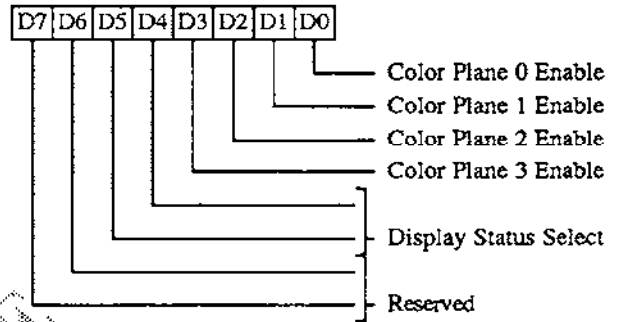 D7 D6 D5 D4 D3 D2 D1 D0
Color Plane 0 Enable
Color Plane 1 Enable
Color Plane 2 Enable
Color Plane 3 Enable
Display Status Select
Reserved